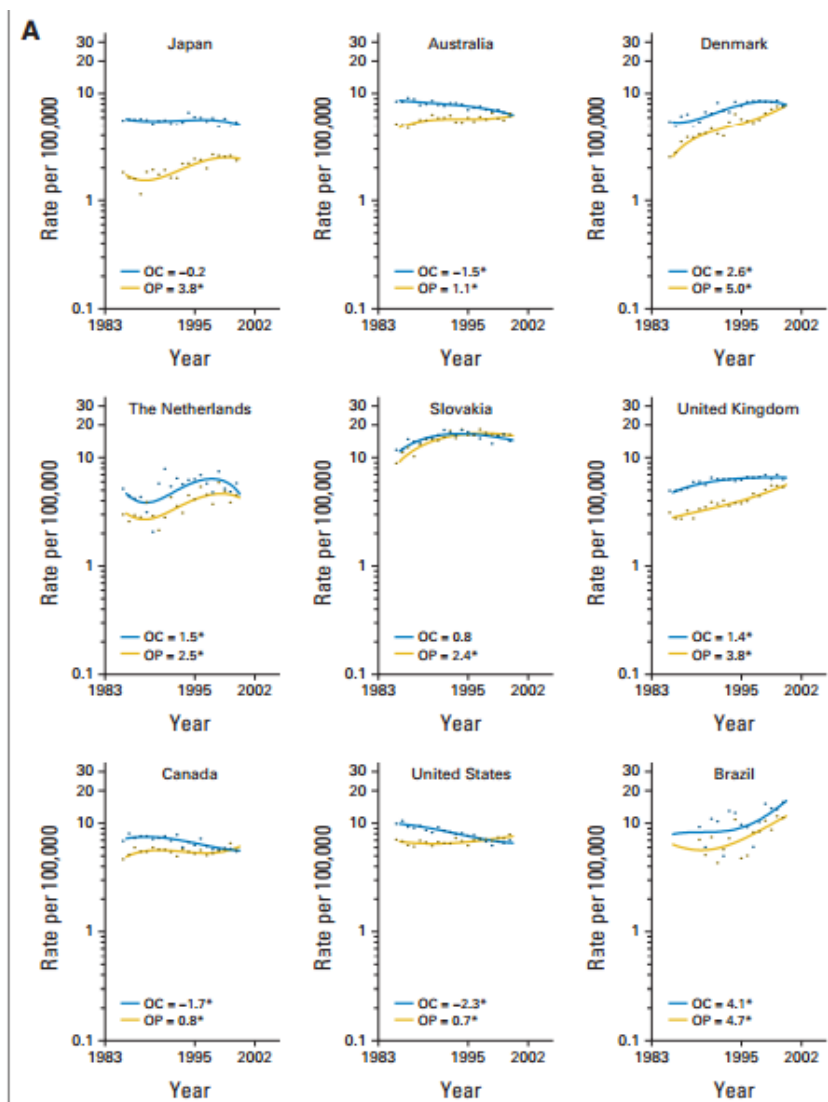 A
Japan
30
20
10
1
0.1
Rate per 100,000
OC = –0.2
OP = 3.8*
1983
1995
2002
Year
Australia
30
20
10
1
0.1
Rate per 100,000
OC = –1.5*
OP = 1.1*
1983
1995
2002
Year
Denmark
30
20
10
1
0.1
Rate per 100,000
OC = 2.6*
OP = 5.0*
1983
1995
2002
Year
The Netherlands
30
20
10
1
0.1
Rate per 100,000
OC = 1.5*
OP = 2.5*
1983
1995
2002
Year
Slovakia
30
20
10
1
0.1
Rate per 100,000
OC = 0.8
OP = 2.4*
1983
1995
2002
Year
United Kingdom
30
20
10
1
0.1
Rate per 100,000
OC = 1.4*
OP = 3.8*
1983
1995
2002
Year
Canada
30
20
10
1
0.1
Rate per 100,000
OC = –1.7*
OP = 0.8*
1983
1995
2002
Year
United States
30
20
10
1
0.1
Rate per 100,000
OC = –2.3*
OP = 0.7*
1983
1995
2002
Year
Brazil
30
20
10
1
0.1
Rate per 100,000
OC = 4.1*
OP = 4.7*
1983
1995
2002
Year